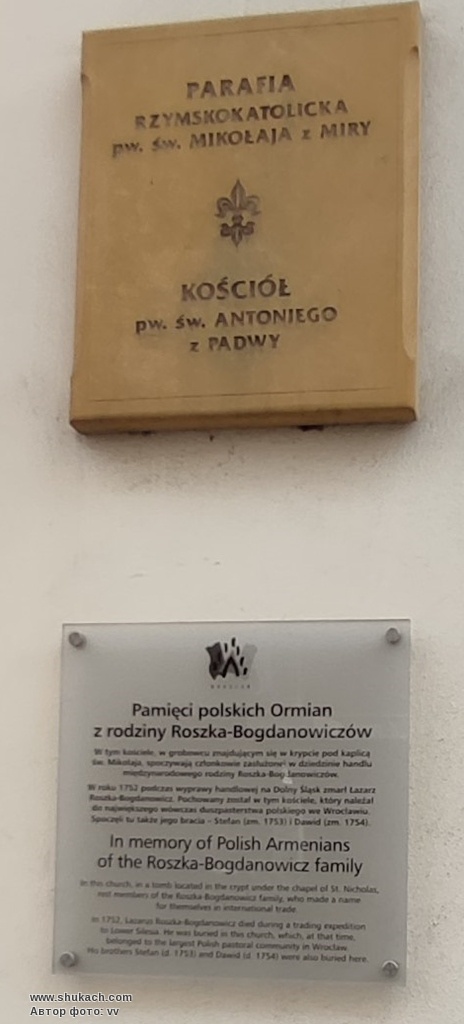 PARAFIA
RZYMSKOKATOLICKA
pw. św. MIKOŁAJA z MIRY
KOŚCIÓŁ
pw. św. ANTONIEGO
z PADWY
WROCŁAW
Pamięci polskich Ormian
z rodziny Roszka-Bogdanowiczów
W tym kościele, w grobowcu znajdującym się w krypcie pod kaplicą
św. Mikołaja, spoczywają członkowie zasłużonej w dziedzinie handlu
międzynarodowego rodziny Roszka-Bogdanowiczów.
W roku 1752 podczas wyprawy handlowej na Dolny Śląsk zmarł Łazarz
Roszka-Bogdanowicz. Pochowany został w tym kościele, który należał
do największego wówczas duszpasterstwa polskiego we Wrocławiu.
Spoczęli tu także jego bracia – Stefan (zm. 1753) i Dawid (zm. 1754).
In memory of Polish Armenians
of the Roszka-Bogdanowicz family
In this church, in a tomb located in the crypt under the chapel of St. Nicholas,
rest members of the Roszka-Bogdanowicz family, who made a name
for themselves in international trade.
In 1752, Lazarus Roszka-Bogdanowicz died during a trading expedition
to Lower Silesia. He was buried in this church, which, at that time,
belonged to the largest Polish pastoral community in Wrocław.
His brothers Stefan (d. 1753) and Dawid (d. 1754) were also buried here.
www.shukach.com
Автор фото: vv